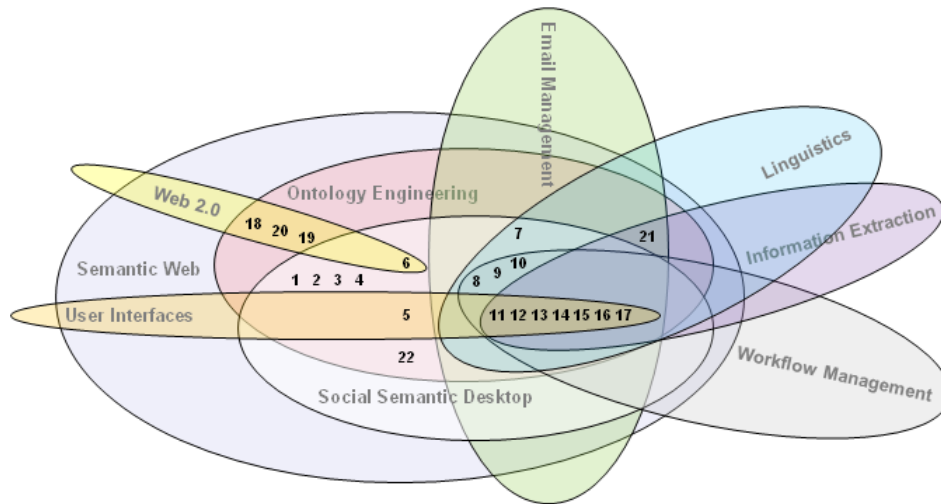 Email Management
Linguistics
Web 2.0
Ontology Engineering
18 20 19
7
21
Information Extraction
Semantic Web
6
1 2 3 4
8 9 10
User Interfaces
5
11 12 13 14 15 16 17
22
Workflow Management
Social Semantic Desktop